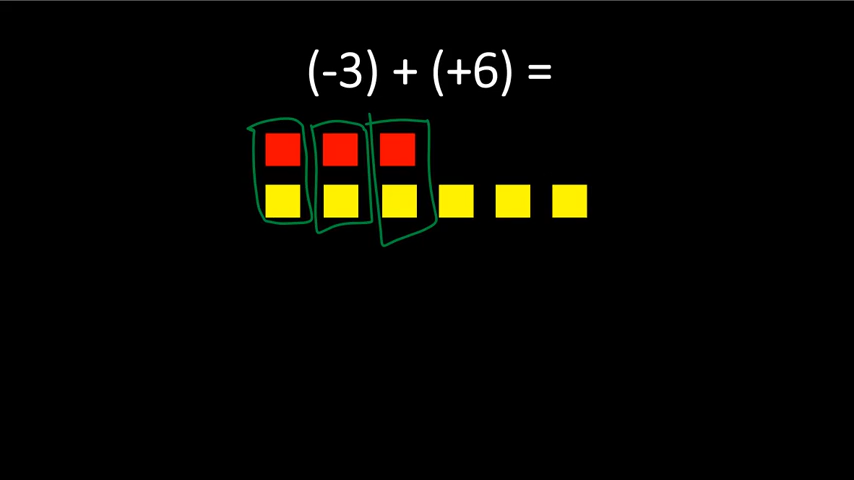 (-3) + (+6) =